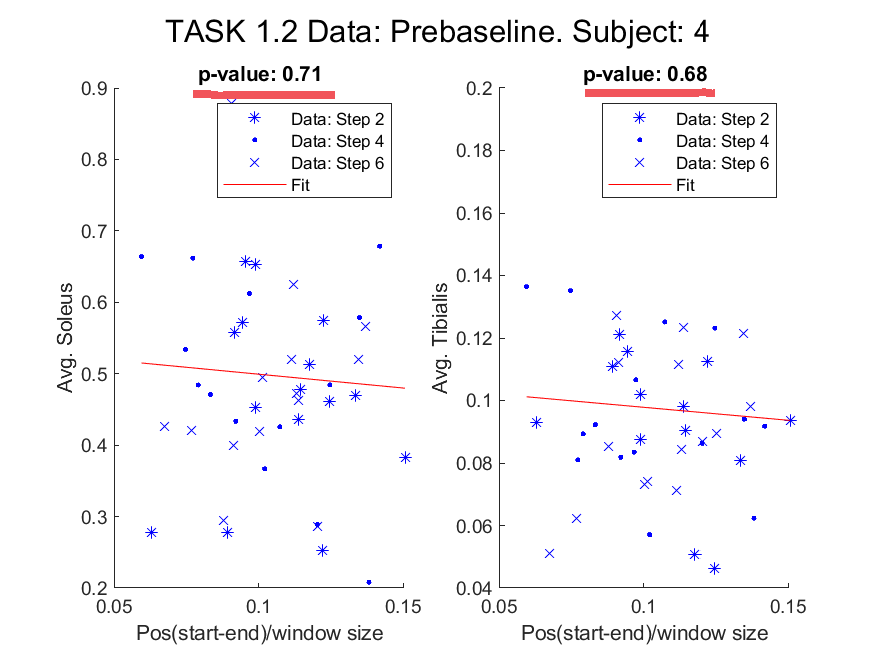 TASK 1.2 Data: Prebaseline. Subject: 4
p-value: 0.71
0.9
0.8
0.7
0.6
0.5
0.4
0.3
0.2
Avg. Soleus
Data: Step 2
Data: Step 4
Data: Step 6
Fit
0.05
0.1
0.15
Pos(start-end)/window size
p-value: 0.68
0.2
0.18
0.16
0.14
0.12
0.1
0.08
0.06
0.04
Avg. Tibialis
Data: Step 2
Data: Step 4
Data: Step 6
Fit
0.05
0.1
0.15
Pos(start-end)/window size